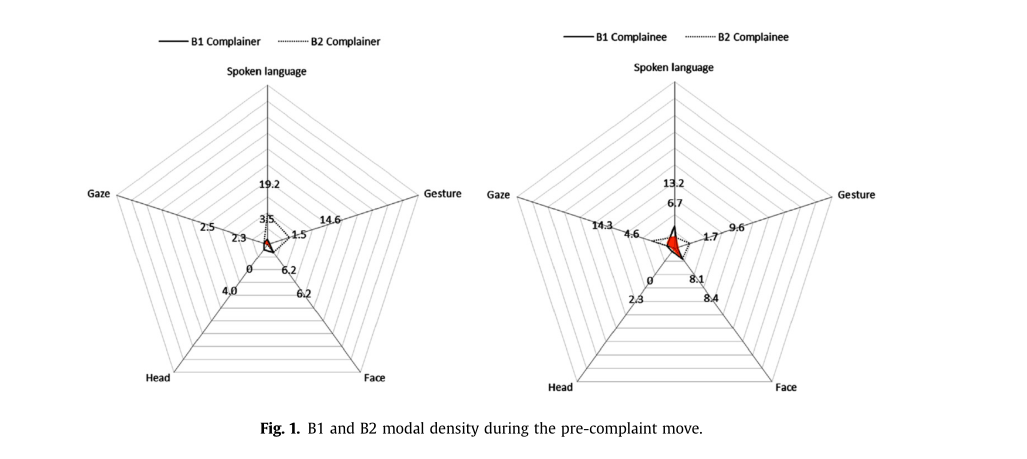 B1 Complainer B2 Complainer
Spoken language
Gaze
Gesture
19.2
3.5
14.6
1.5
2.5
2.3
0
6.2
4.0
6.2
Head
Face
B1 Complainee B2 Complainee
Spoken language
Gaze
Gesture
13.2
6.7
14.3
4.6
9.6
1.7
0
8.1
2.3
8.4
Head
Face
Fig. 1. B1 and B2 modal density during the pre-complaint move.